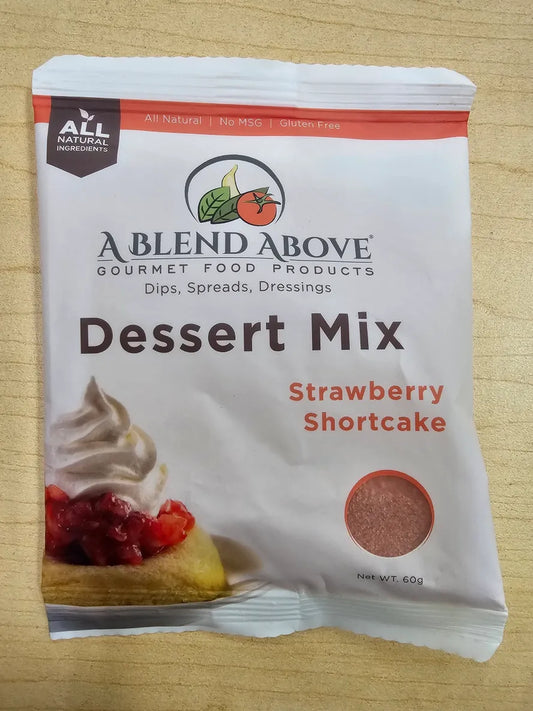 All Natural | No MSG | Gluten Free
ALL
NATURAL
INGREDIENTS
A BLEND ABOVE®
GOURMET FOOD PRODUCTS
Dips, Spreads, Dressings
Dessert Mix
Strawberry
Shortcake
Net WT. 60g